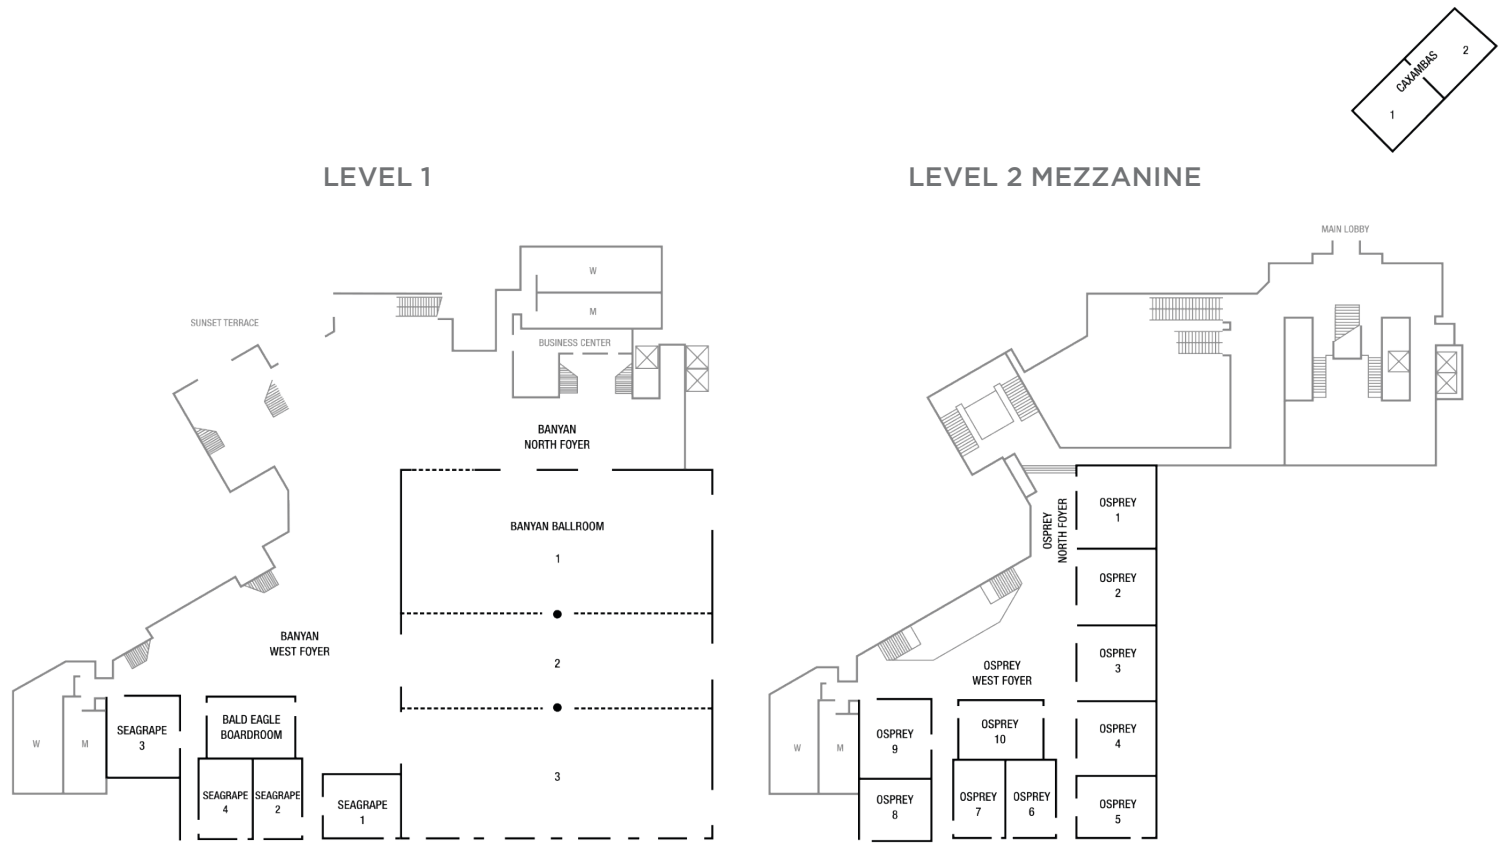 2
CAXAMBAS
1
LEVEL 1
LEVEL 2 MEZZANINE
MAIN LOBBY
W
M
SUNSET TERRACE
BUSINESS CENTER
BANYAN
NORTH FOYER
BANYAN BALLROOM
1
2
3
BANYAN
WEST FOYER
SEAGRAPE
3
BALD EAGLE
BOARDROOM
W
M
SEAGRAPE
4
SEAGRAPE
2
SEAGRAPE
1
OSPREY
NORTH FOYER
OSPREY
1
OSPREY
2
OSPREY
3
OSPREY
WEST FOYER
OSPREY
4
OSPREY
5
OSPREY
10
OSPREY
9
W
M
OSPREY
8
OSPREY
7
OSPREY
6